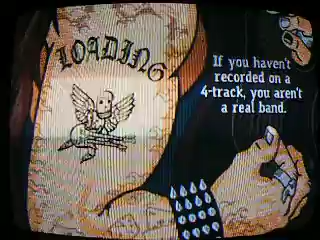 LOADING
If you haven't
recorded on a
4-track, you aren't
a real band.